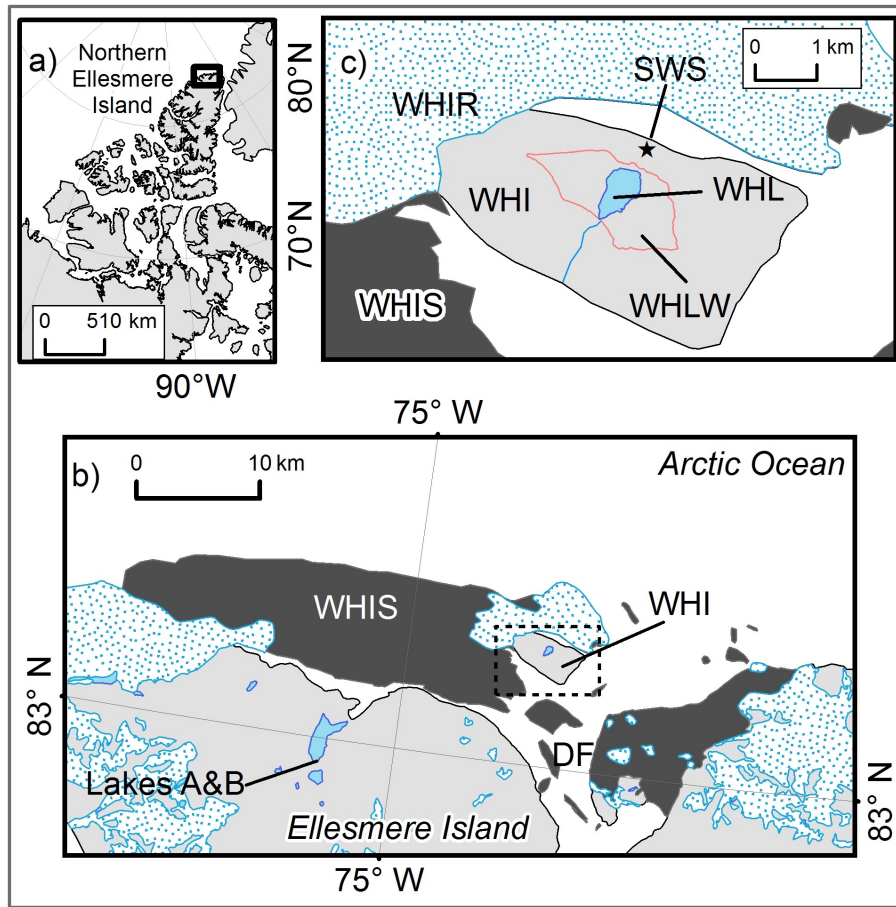 a)
Northern
Ellesmere
Island
80°N
70°N
0 510 km
90°W
c)
0 1 km
SWS
WHIR
WHI
WHL
WHLW
WHIS
75° W
b)
0 10 km
Arctic Ocean
WHIS
WHI
83° N
DF
Lakes A&B
Ellesmere Island
83° N
75° W